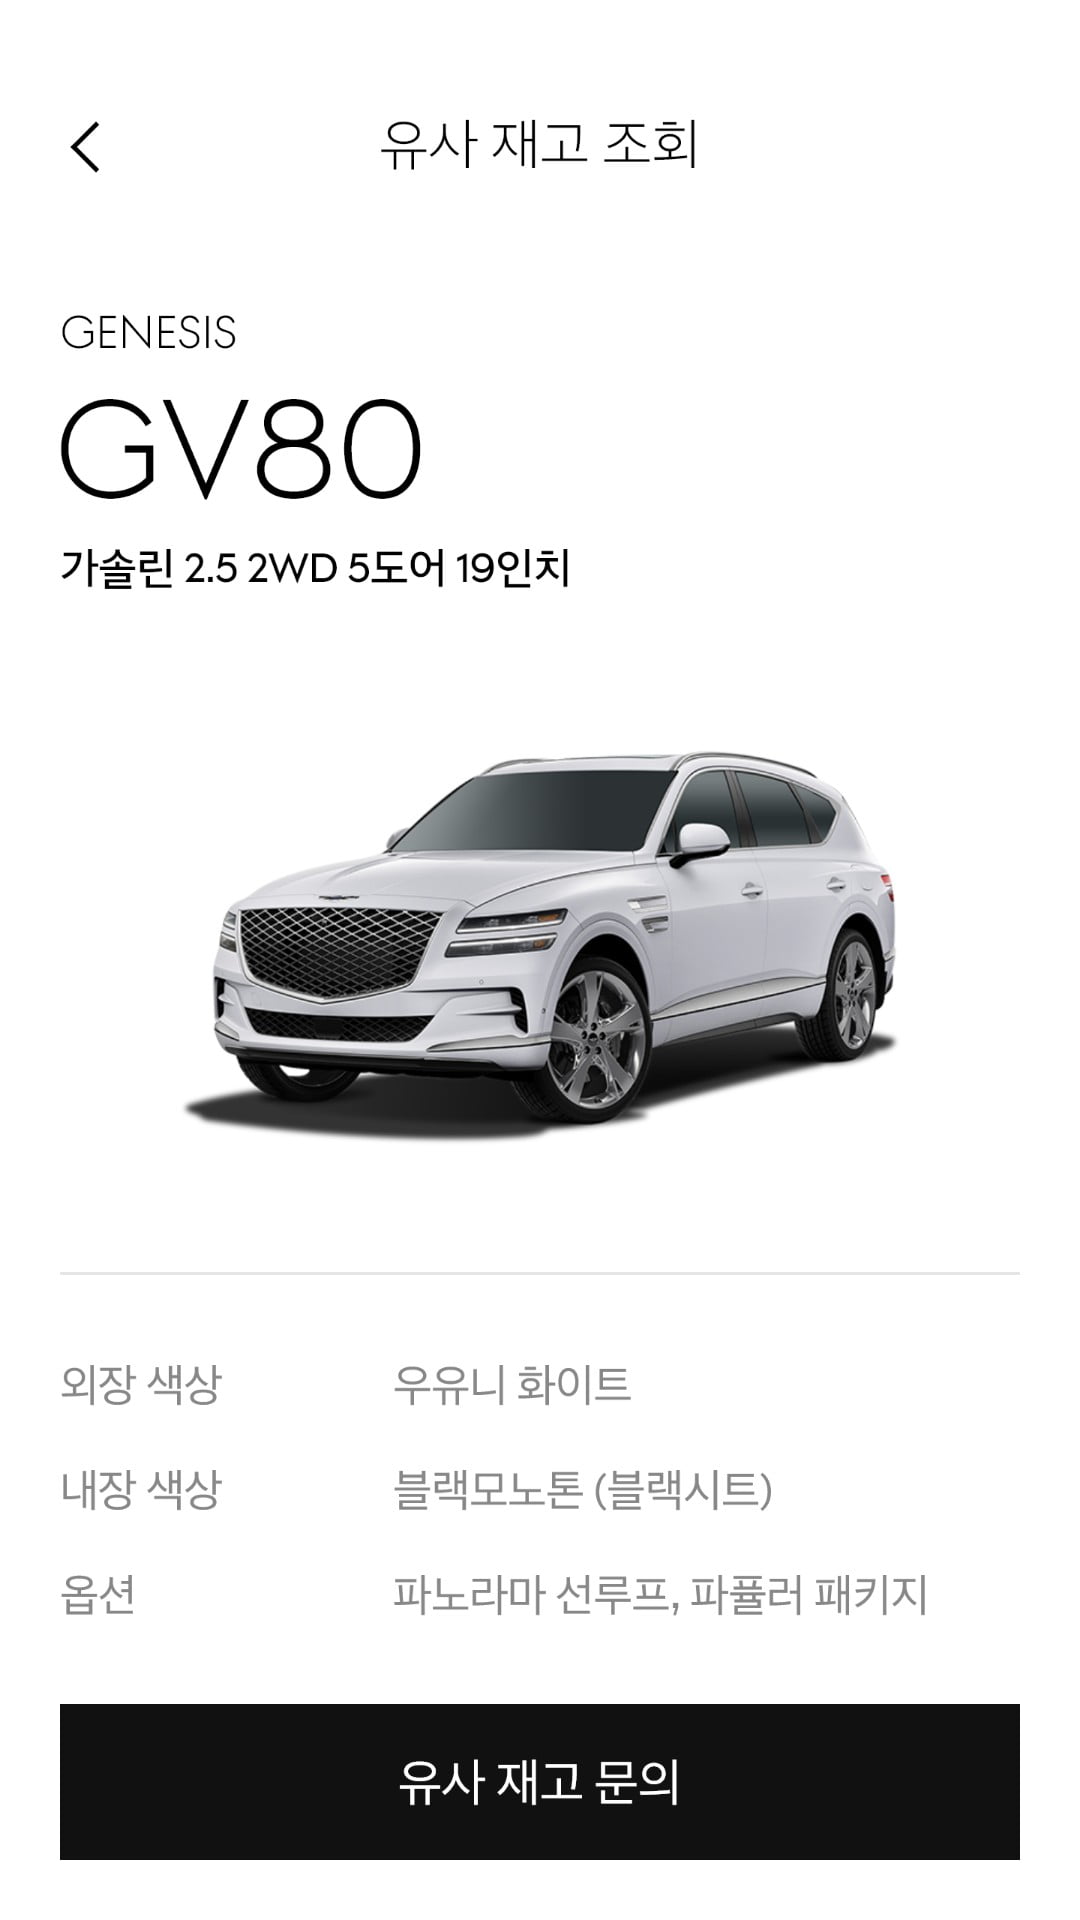 유사 재고 조회
GENESIS
GV80
가솔린 2.5 2WD 5도어 19인치
외장 색상 우유니 화이트
내장 색상 블랙모노톤 (블랙시트)
옵션 파노라마 선루프, 파퓰러 패키지
유사 재고 문의